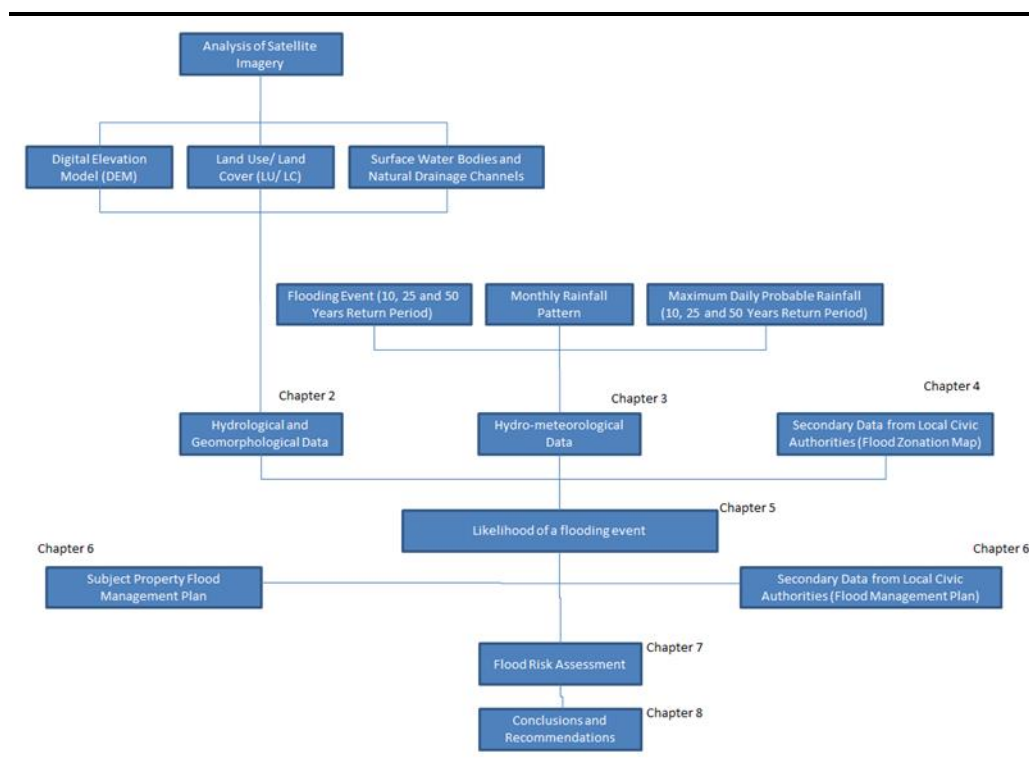 Analysis of Satellite
Imagery
Digital Elevation
Model (DEM)
Land Use/ Land
Cover (LU/ LC)
Surface Water Bodies and
Natural Drainage Channels
Flooding Event (10, 25 and 50
Years Return Period)
Monthly Rainfall
Pattern
Maximum Daily Probable Rainfall
(10, 25 and 50 Years Return Period)
Chapter 2
Hydrological and
Geomorphological Data
Chapter 3
Hydro-meteorological
Data
Chapter 4
Secondary Data from Local Civic
Authorities (Flood Zonation Map)
Chapter 5
Likelihood of a flooding event
Chapter 6
Subject Property Flood
Management Plan
Chapter 6
Secondary Data from Local Civic
Authorities (Flood Management Plan)
Chapter 7
Flood Risk Assessment
Chapter 8
Conclusions and
Recommendations